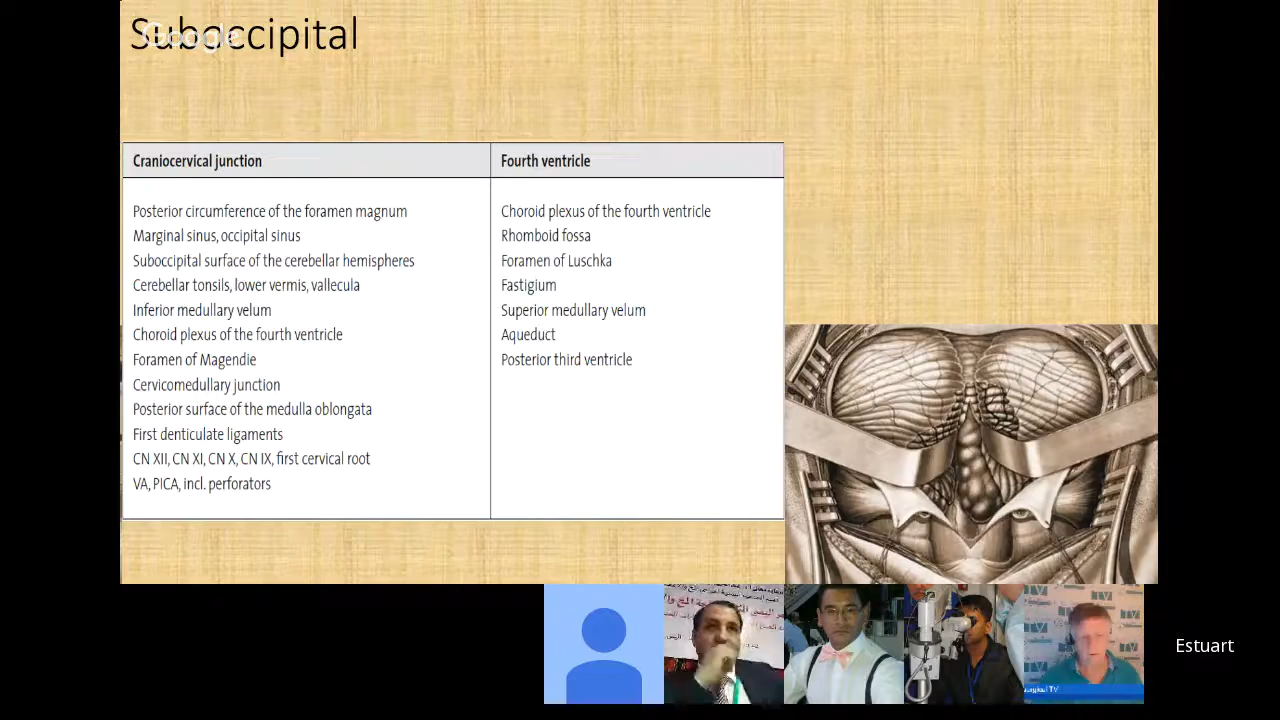 Suboccipital
Google
Craniocervical junction
Posterior circumference of the foramen magnum
Marginal sinus, occipital sinus
Suboccipital surface of the cerebellar hemispheres
Cerebellar tonsils, lower vermis, vallecula
Inferior medullary velum
Choroid plexus of the fourth ventricle
Foramen of Magendie
Cervicomedullary junction
Posterior surface of the medulla oblongata
First denticulate ligaments
CN XII, CN XI, CN X, CN IX, first cervical root
VA, PICA, incl. perforators
Fourth ventricle
Choroid plexus of the fourth ventricle
Rhomboid fossa
Foramen of Luschka
Fastigium
Superior medullary velum
Aqueduct
Posterior third ventricle
TV
Estuart